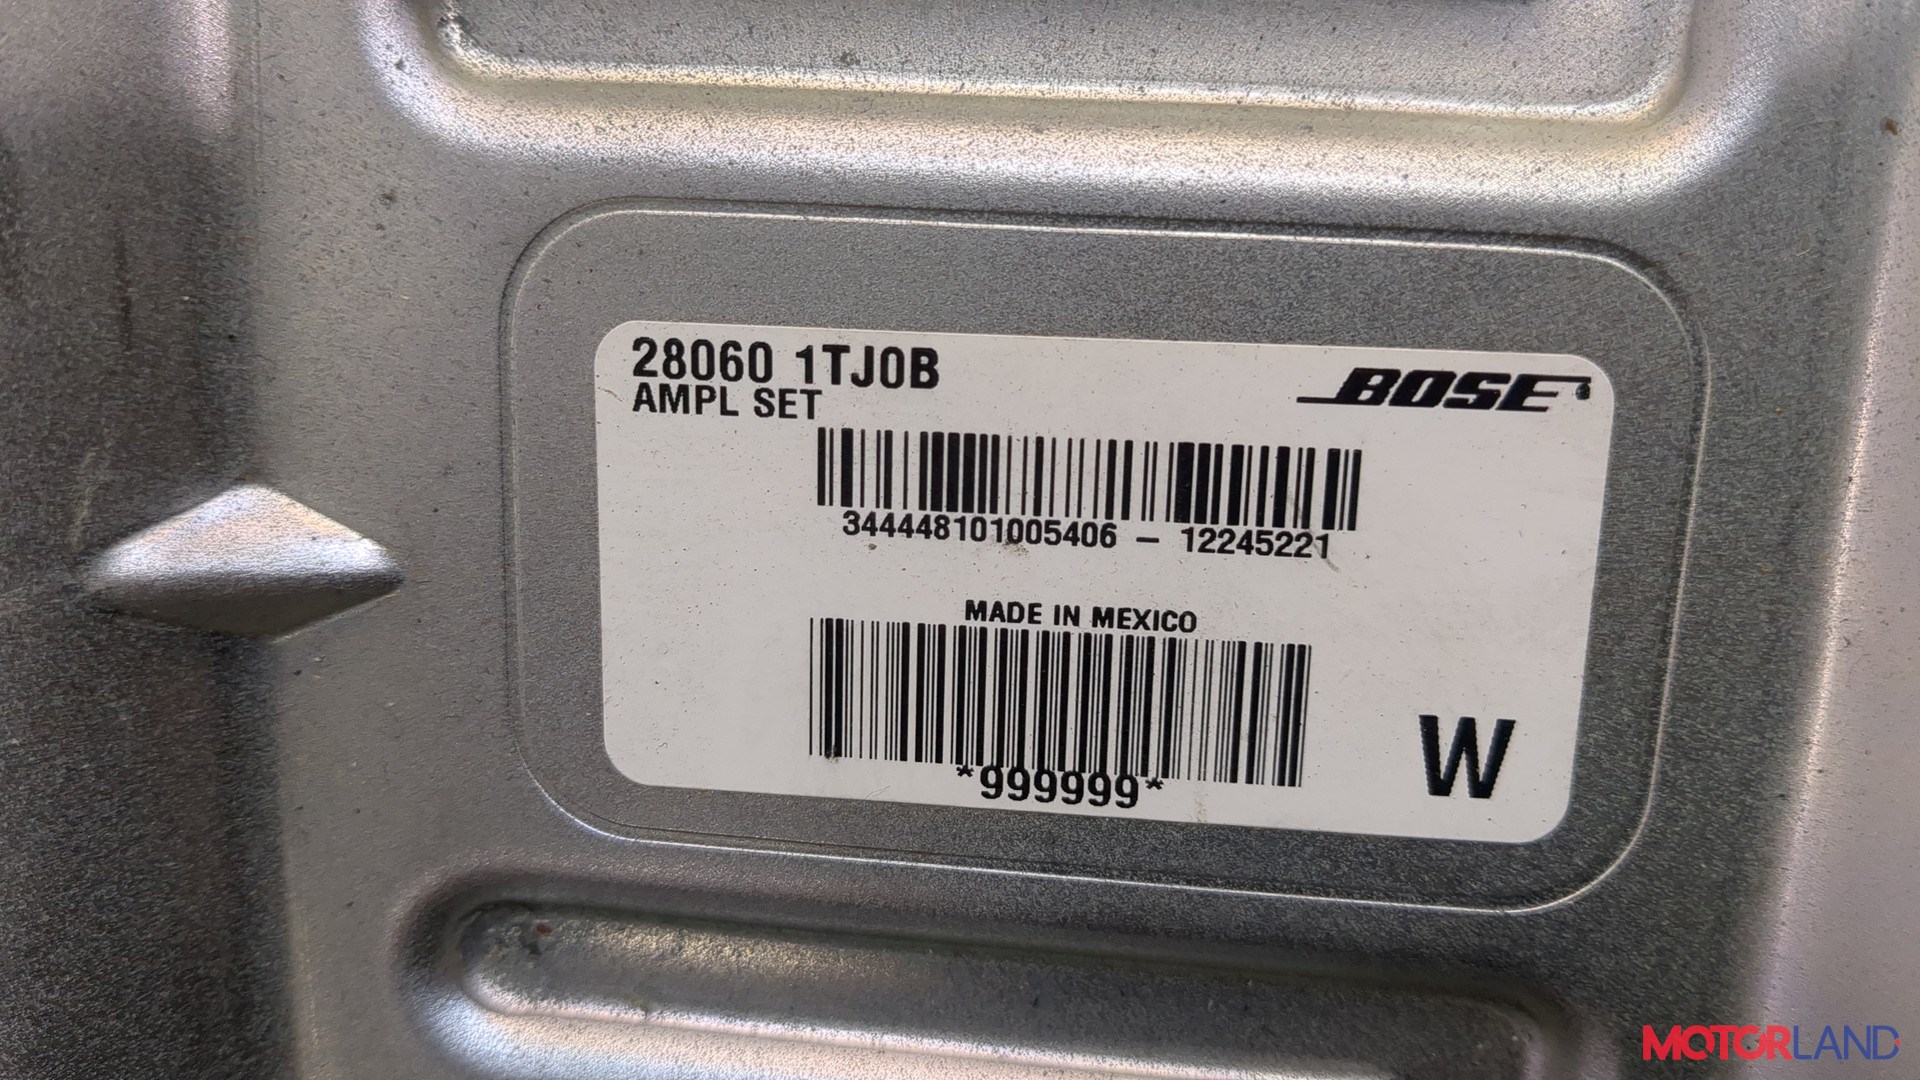 28060 1TJ0B
AMPL SET
BOSE
344448101005406 – 12245221
MADE IN MEXICO
*999999*
W
MOTORLAND